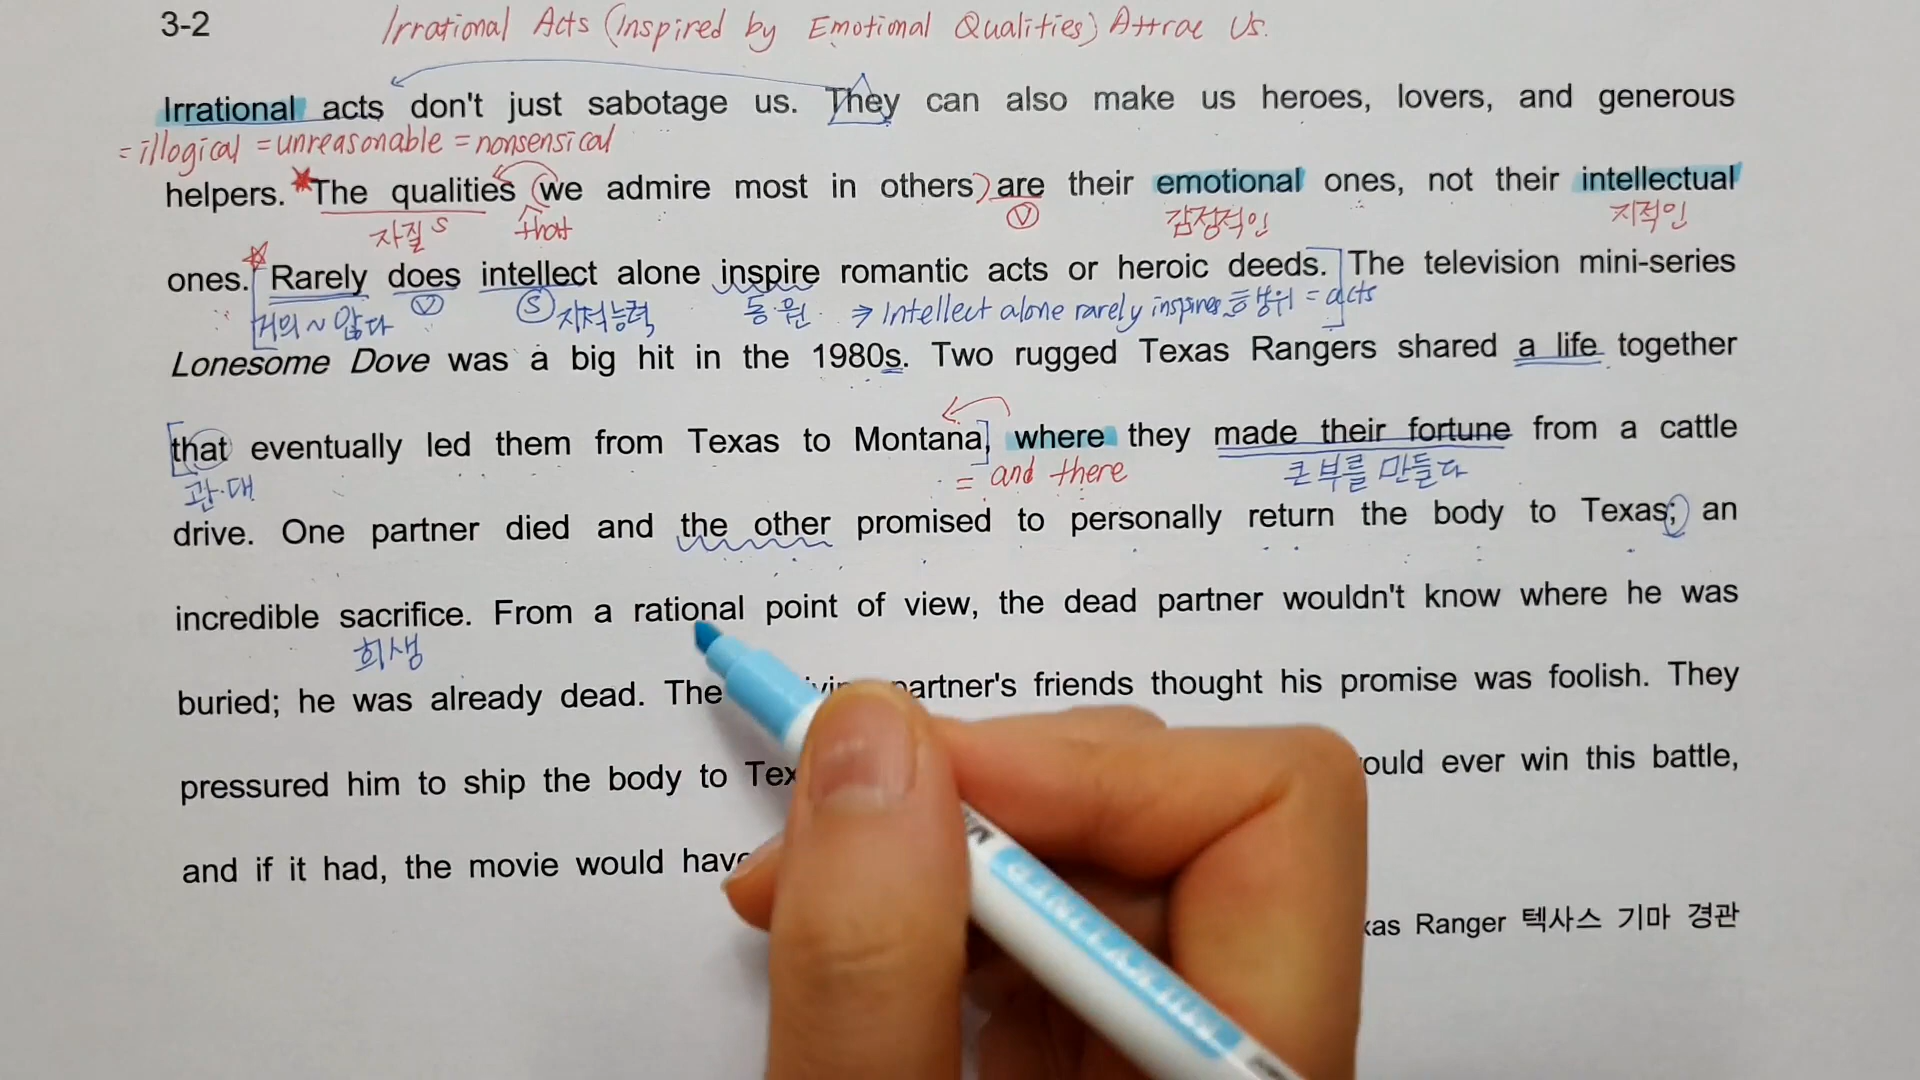 3-2 Irrational Acts (Inspired by Emotional Qualities) Attrac Us.
Irrational acts don't just sabotage us. They can also make us heroes, lovers, and generous
= illogical = unreasonable = nonsensical
helpers. The qualities (we admire most in others) are their emotional ones, not their intellectual
자질 S that V 감정적인 지적인
ones. Rarely does intellect alone inspire romantic acts or heroic deeds. The television mini-series
거의 ~ 않다 V S 지적능력 동원 → Intellect alone rarely inspires 행위 = acts
Lonesome Dove was a big hit in the 1980s. Two rugged Texas Rangers shared a life together
[that eventually led them from Texas to Montana], where they made their fortune from a cattle
관·대 = and there 큰 부를 만들다
drive. One partner died and the other promised to personally return the body to Texas; an
incredible sacrifice. From a rational point of view, the dead partner wouldn't know where he was
희생
buried; he was already dead. The partner's friends thought his promise was foolish. They
pressured him to ship the body to ever win this battle,
and if it had, the movie would
Ranger 텍사스 기마 경관